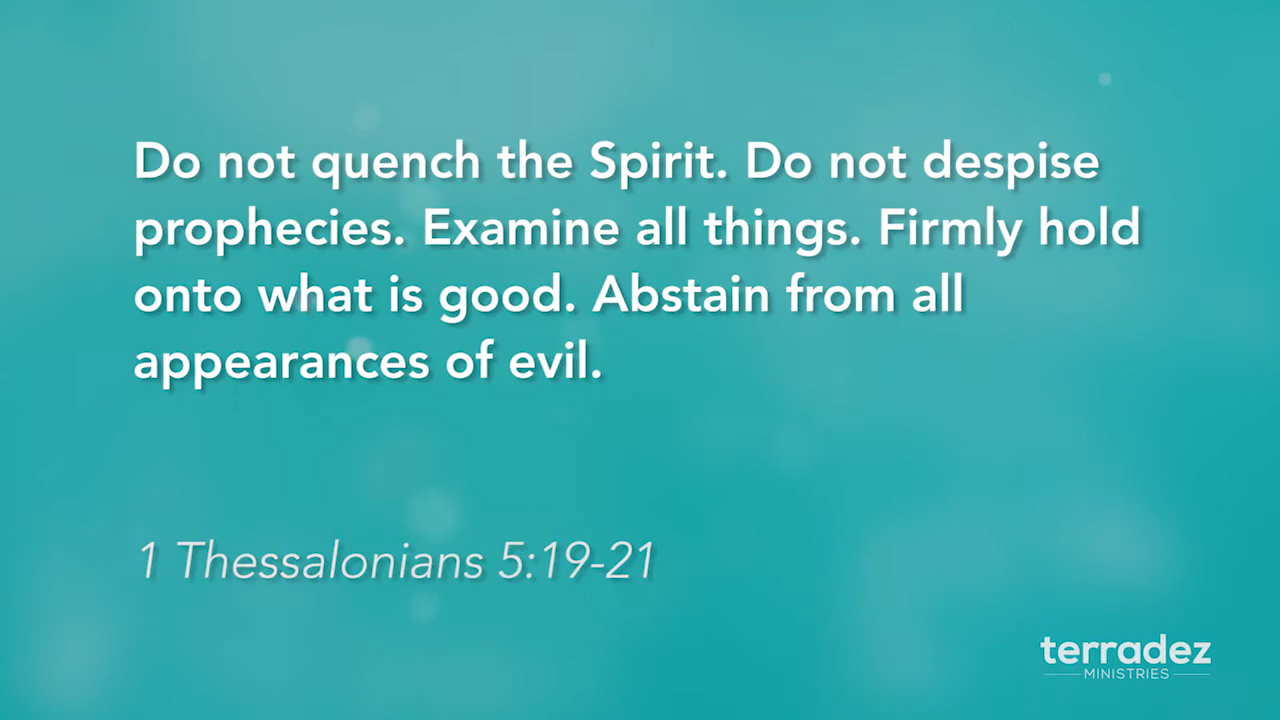 Do not quench the Spirit. Do not despise
prophecies. Examine all things. Firmly hold
onto what is good. Abstain from all
appearances of evil.
1 Thessalonians 5:19-21
terradez
MINISTRIES